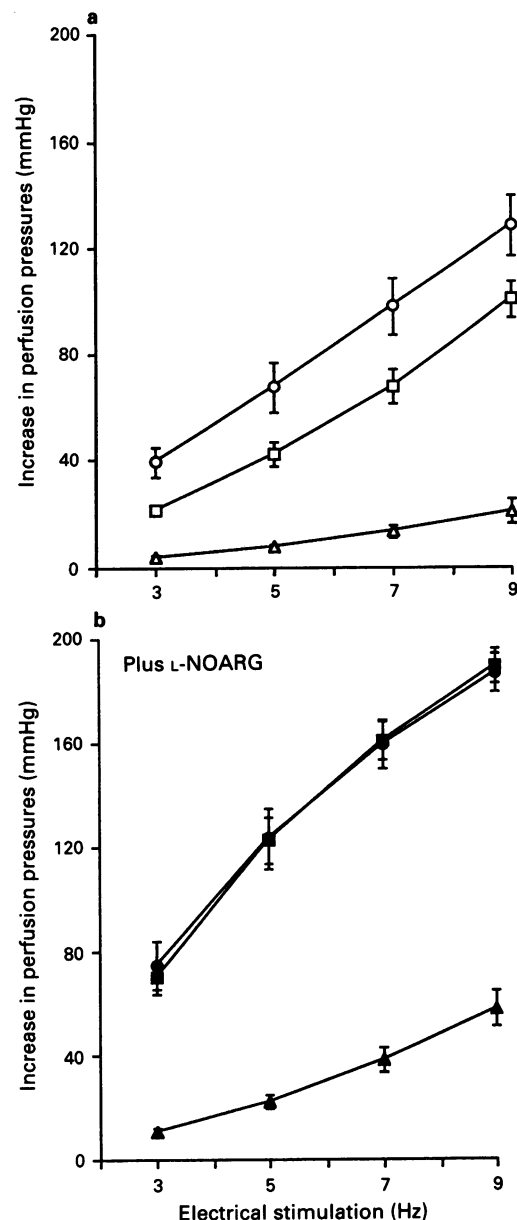 a
200
160
120
80
40
0
Increase in perfusion pressures (mmHg)
3 5 7 9
b
Plus L-NOARG
200
160
120
80
40
0
Increase in perfusion pressures (mmHg)
3 5 7 9
Electrical stimulation (Hz)